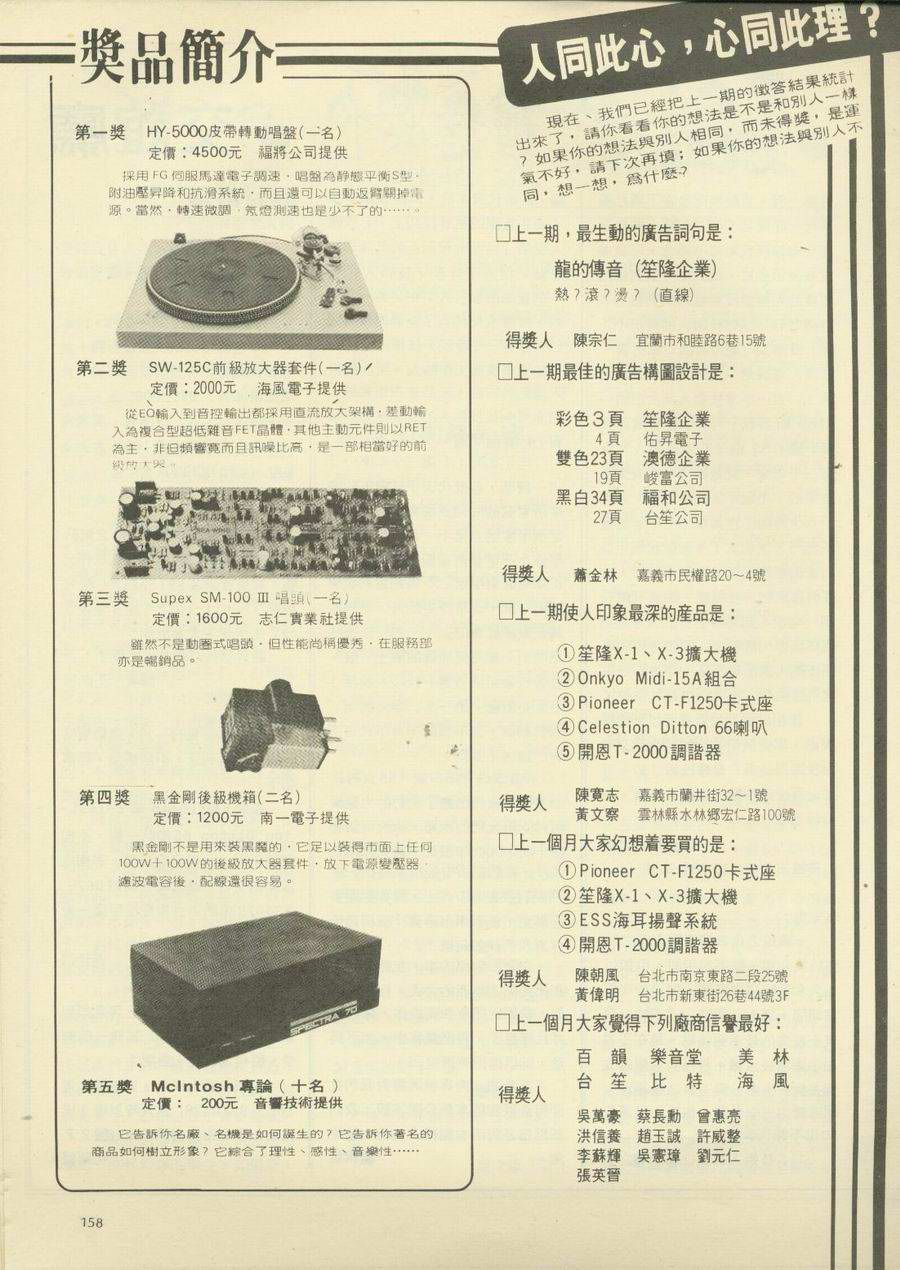 獎品簡介
第一獎 HY-5000皮帶轉動唱盤(一名)
定價：4500元 福將公司提供
採用FG伺服馬達電子調速，唱盤為靜態平衡S型，
附油壓昇降和抗滑系統，而且還可以自動返臂關掉電
源。當然，轉速微調，氖燈測速也是少不了的……。
第二獎 SW-125C前級放大器套件(一名)
定價：2000元 海風電子提供
從EQ輸入到音控輸出都採用直流放大架構，差動輸
入為複合型超低雜音FET晶體，其他主動元件則以RET
為主，非但頻響寬而且訊噪比高，是一部相當好的前
級放大器。
第三獎 Supex SM-100 III 唱頭(一名)
定價：1600元 志仁實業社提供
雖然不是動圈式唱頭，但性能尚稱優秀，在服務部
亦是暢銷品。
第四獎 黑金剛後級機箱(二名)
定價：1200元 南一電子提供
黑金剛不是用來裝黑魔的，它足以裝得市面上任何
100W＋100W的後級放大器套件，放下電源變壓器，
濾波電容後，配線還很容易。
SPECTRA 70
第五獎 McIntosh專論(十名)
定價： 200元 音響技術提供
它告訴你名廠、名機是如何誕生的？它告訴你著名的
商品如何樹立形象？它綜合了理性、感性、音樂性……
158
人同此心，心同此理？
現在、我們已經把上一期的徵答結果統計
出來了，請你看看你的想法是不是和別人一樣
？如果你的想法與別人相同，而未得獎，是運
氣不好，請下次再填；如果你的想法與別人不
同，想一想，為什麼？
□上一期，最生動的廣告詞句是：
龍的傳音(笙隆企業)
熱？滾？燙？(直線)
得獎人 陳宗仁 宜蘭市和睦路6巷15號
□上一期最佳的廣告構圖設計是：
彩色3頁 笙隆企業
4頁 佑昇電子
雙色23頁 澳德企業
19頁 峻富公司
黑白34頁 福和公司
27頁 台笙公司
得獎人 蕭金林 嘉義市民權路20～4號
□上一期使人印象最深的產品是：
①笙隆X-1、X-3擴大機
②Onkyo Midi-15A組合
③Pioneer CT-F1250卡式座
④Celestion Ditton 66喇叭
⑤開恩T-2000調諧器
得獎人 陳寬志 嘉義市蘭井街32～1號
黃文察 雲林縣水林鄉宏仁路100號
□上一個月大家幻想着要買的是：
①Pioneer CT-F1250卡式座
②笙隆X-1、X-3擴大機
③ESS海耳揚聲系統
④開恩T-2000調諧器
得獎人 陳朝風 台北市南京東路二段25號
黃偉明 台北市新東街26巷44號3F
□上一個月大家覺得下列廠商信譽最好：
百韻 樂音堂 美林
台笙 比特 海風
得獎人
吳萬豪 蔡長勳 曾惠亮
洪信養 趙玉誠 許威整
李蘇輝 吳憲璋 劉元仁
張英晉